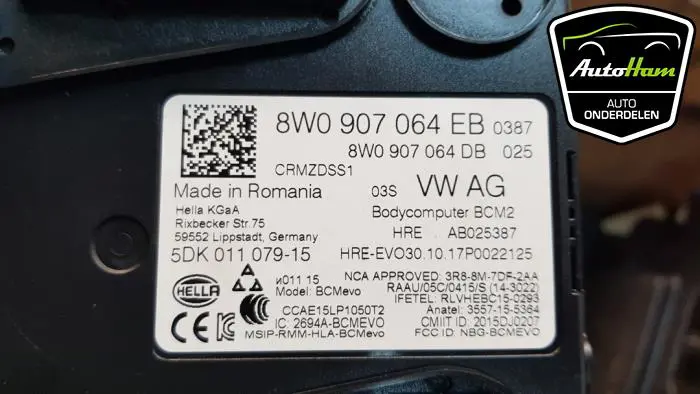 AutoHam
AUTO
ONDERDELEN
8W0 907 064 EB 0387
8W0 907 064 DB 025
CRMZDSS1
Made in Romania
03S VW AG
Hella KGaA
Rixbecker Str.75
59552 Lippstadt, Germany
Bodycomputer BCM2
HRE AB025387
5DK 011 079-15
HRE-EVO30.10.17P0022125
HELLA
И011 15
Model: BCMevo
NCA APPROVED: 3R8-8M-7DF-2AA
RAAU/05C/0415/S (14-3022)
IFETEL: RLVHEBC15-0293
CCAE15LP1050T2
Anatel: 3557-15-5364
CE
IC: 2694A-BCMEVO
CMIIT ID: 2015DJ0207
MSIP-RMM-HLA-BCMevo
FCC ID: NBG-BCMEVO